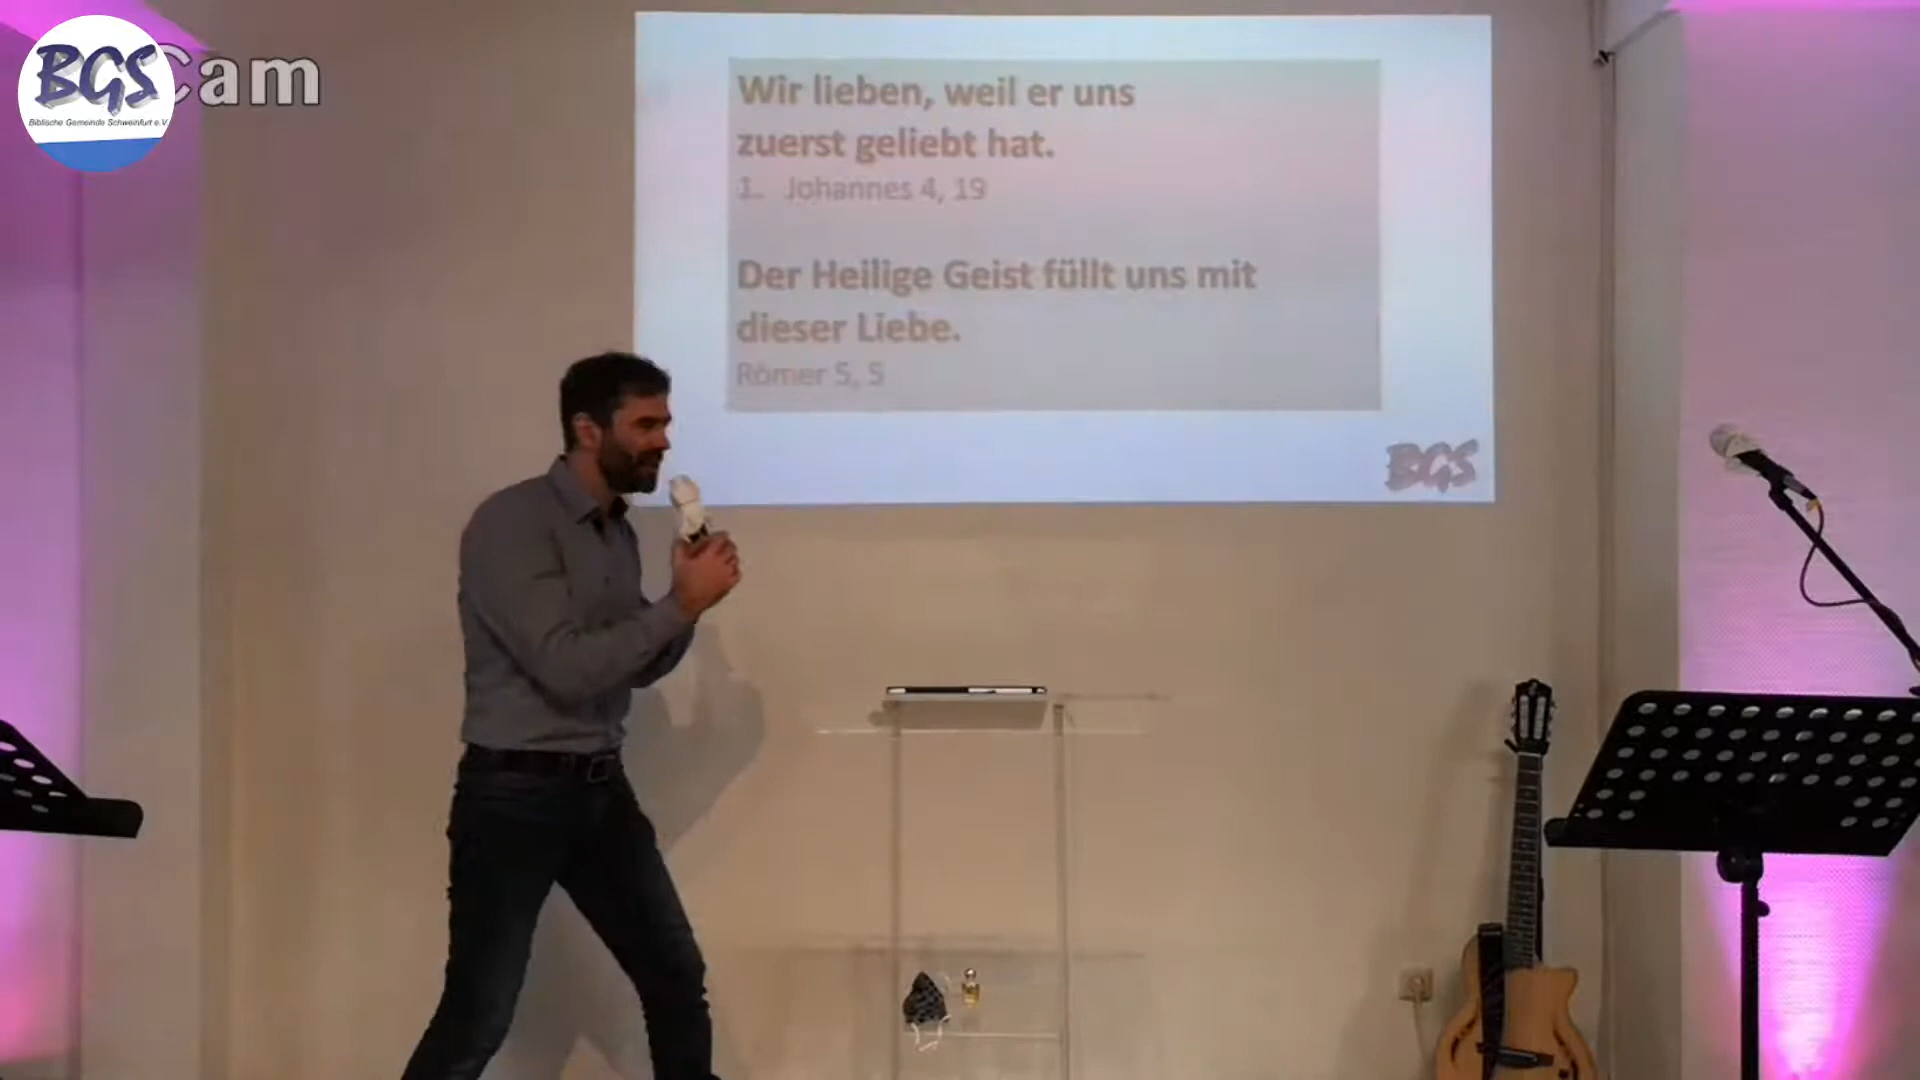 BGS
Cam
Biblische Gemeinde Schweinfurt e.V.
Wir lieben, weil er uns
zuerst geliebt hat.
1. Johannes 4, 19
Der Heilige Geist füllt uns mit
dieser Liebe.
Römer 5, 5
BGS